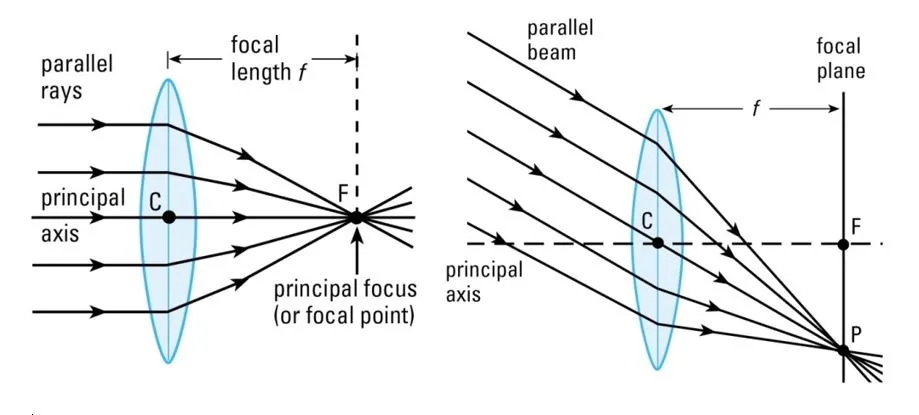 focal
length f
parallel
rays
principal
axis
C
F
principal focus
(or focal point)
parallel
beam
focal
plane
f
C
F
principal
axis
P